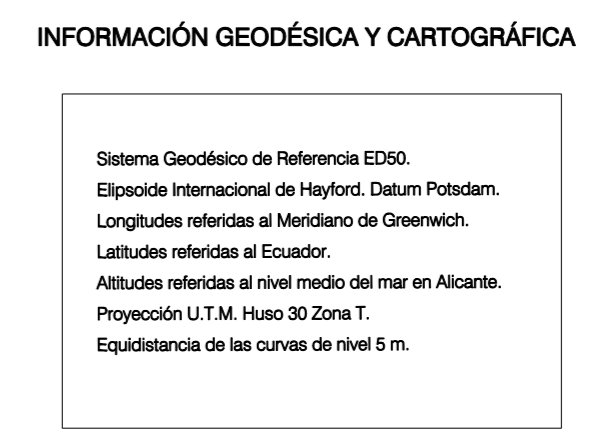 INFORMACIÓN GEODÉSICA Y CARTOGRÁFICA
Sistema Geodésico de Referencia ED50.
Elipsoide Internacional de Hayford. Datum Potsdam.
Longitudes referidas al Meridiano de Greenwich.
Latitudes referidas al Ecuador.
Altitudes referidas al nivel medio del mar en Alicante.
Proyección U.T.M. Huso 30 Zona T.
Equidistancia de las curvas de nivel 5 m.